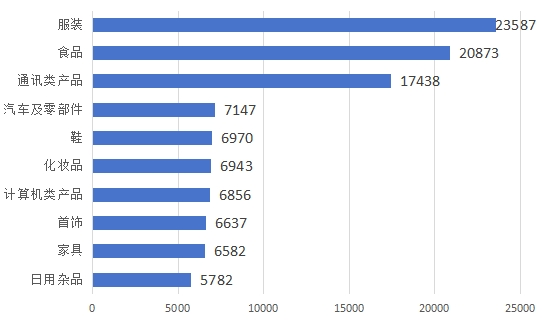 服装 23587
食品 20873
通讯类产品 17438
汽车及零部件 7147
鞋 6970
化妆品 6943
计算机类产品 6856
首饰 6637
家具 6582
日用杂品 5782
0 5000 10000 15000 20000 25000